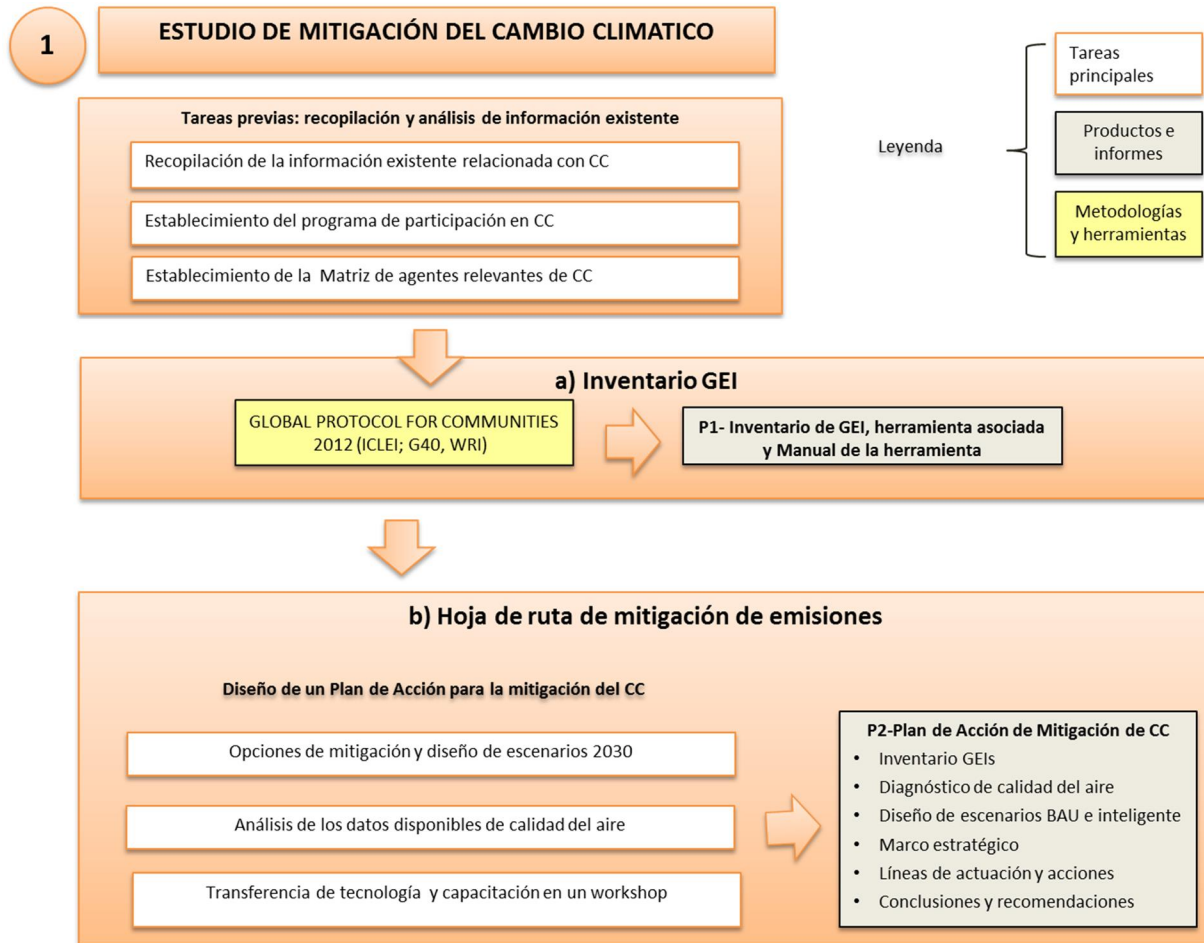 1
ESTUDIO DE MITIGACIÓN DEL CAMBIO CLIMATICO
Tareas previas: recopilación y análisis de información existente
Recopilación de la información existente relacionada con CC
Establecimiento del programa de participación en CC
Establecimiento de la Matriz de agentes relevantes de CC
Leyenda
Tareas
principales
Productos e
informes
Metodologías
y herramientas
a) Inventario GEI
GLOBAL PROTOCOL FOR COMMUNITIES
2012 (ICLEI; G40, WRI)
P1- Inventario de GEI, herramienta asociada
y Manual de la herramienta
b) Hoja de ruta de mitigación de emisiones
Diseño de un Plan de Acción para la mitigación del CC
Opciones de mitigación y diseño de escenarios 2030
Análisis de los datos disponibles de calidad del aire
Transferencia de tecnología y capacitación en un workshop
P2-Plan de Acción de Mitigación de CC
• Inventario GEIs
• Diagnóstico de calidad del aire
• Diseño de escenarios BAU e inteligente
• Marco estratégico
• Líneas de actuación y acciones
• Conclusiones y recomendaciones